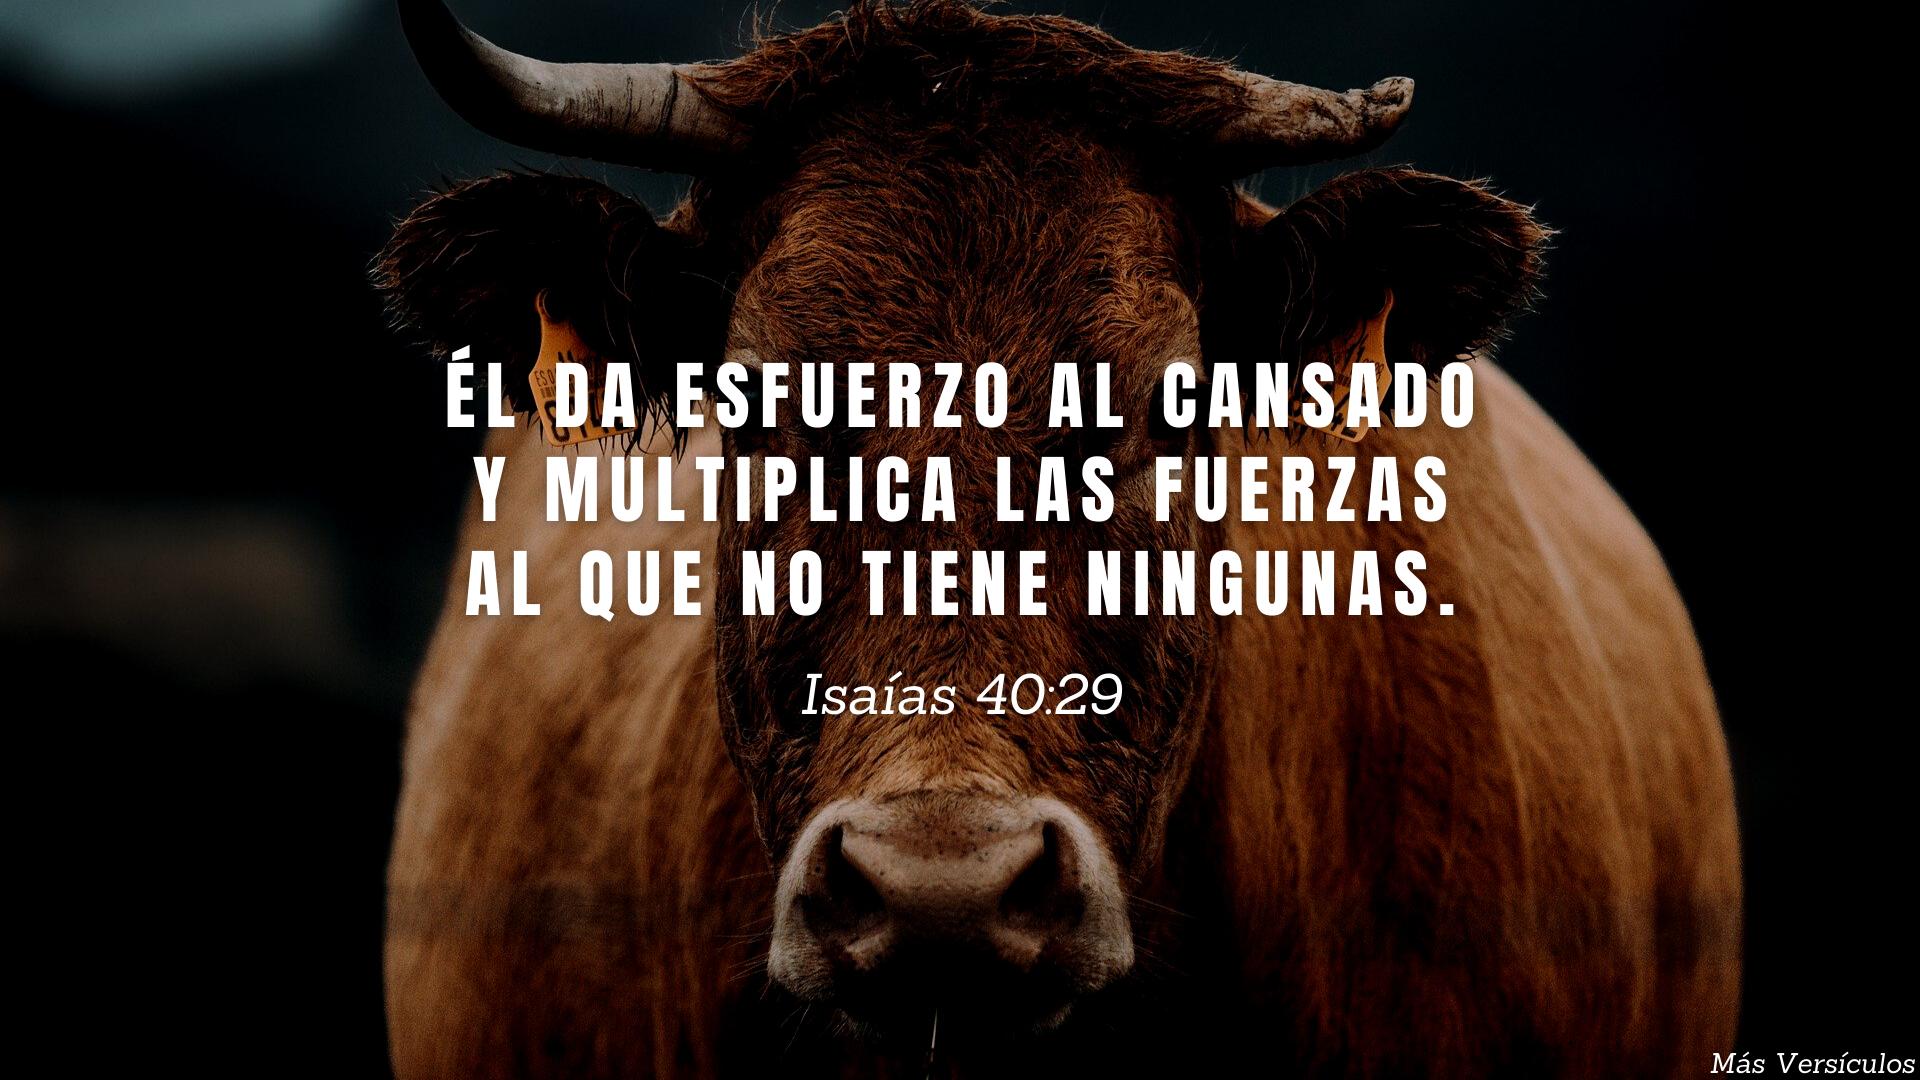 ÉL DA ESFUERZO AL CANSADO
Y MULTIPLICA LAS FUERZAS
AL QUE NO TIENE NINGUNAS.
Isaías 40:29
Más Versículos